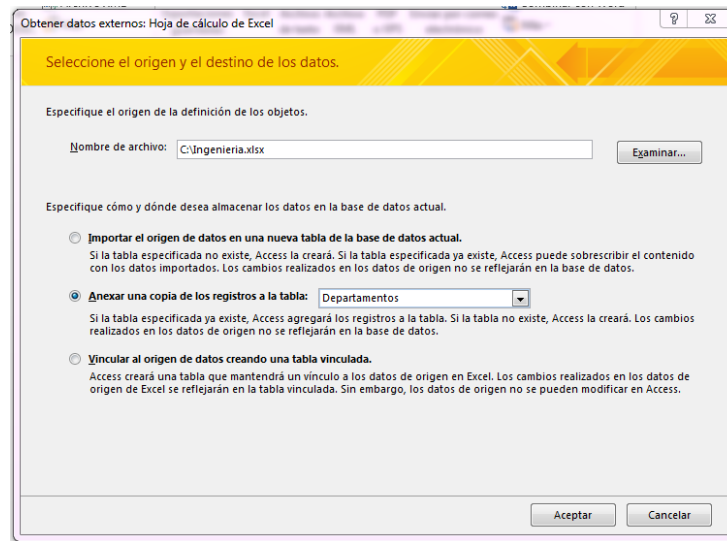 Obtener datos externos: Hoja de cálculo de Excel
Seleccione el origen y el destino de los datos.
Especifique el origen de la definición de los objetos.
Nombre de archivo: C:\Ingenieria.xlsx Examinar...
Especifique cómo y dónde desea almacenar los datos en la base de datos actual.
Importar el origen de datos en una nueva tabla de la base de datos actual.
Si la tabla especificada no existe, Access la creará. Si la tabla especificada ya existe, Access puede sobrescribir el contenido
con los datos importados. Los cambios realizados en los datos de origen no se reflejarán en la base de datos.
Anexar una copia de los registros a la tabla: Departamentos
Si la tabla especificada ya existe, Access agregará los registros a la tabla. Si la tabla no existe, Access la creará. Los cambios
realizados en los datos de origen no se reflejarán en la base de datos.
Vincular al origen de datos creando una tabla vinculada.
Access creará una tabla que mantendrá un vínculo a los datos de origen en Excel. Los cambios realizados en los datos de
origen de Excel se reflejarán en la tabla vinculada. Sin embargo, los datos de origen no se pueden modificar en Access.
Aceptar Cancelar